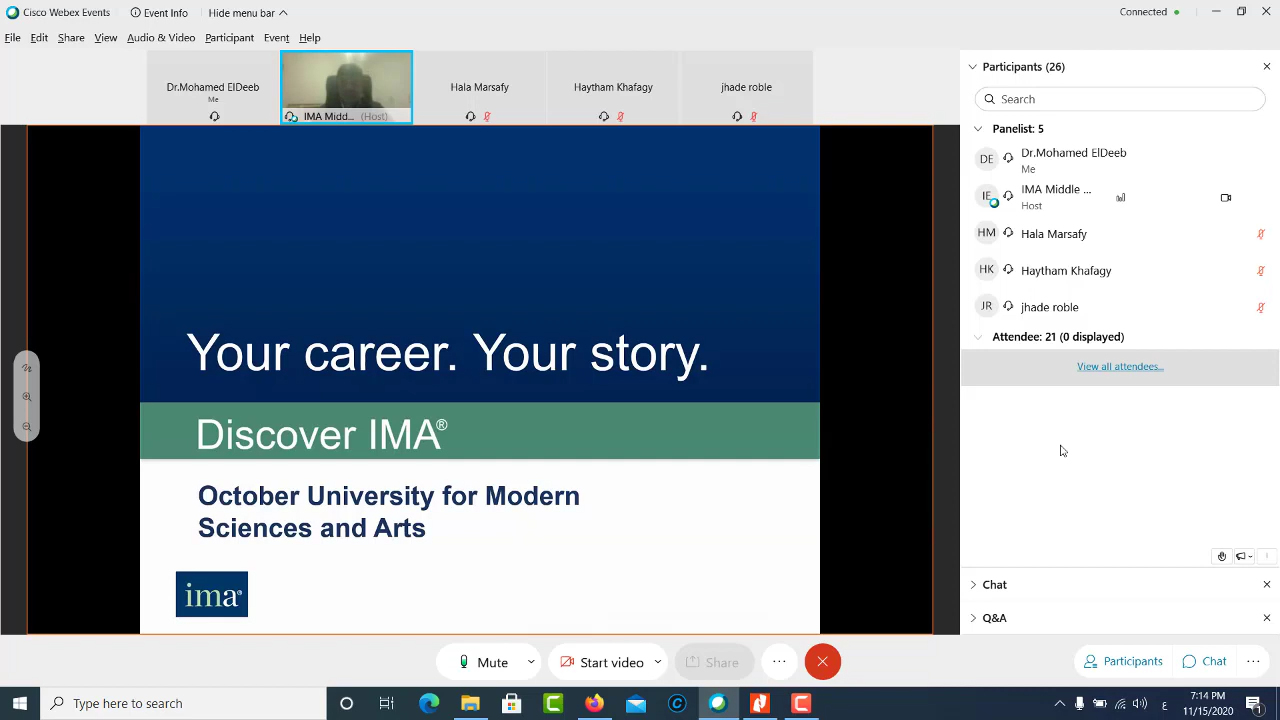 Cisco Webex Events
Event Info
Hide menu bar
Connected
File Edit Share View Audio & Video Participant Event Help
Dr.Mohamed ElDeeb
Me
IMA Midd... (Host)
Hala Marsafy
Haytham Khafagy
jhade roble
Your career. Your story.
Discover IMA®
October University for Modern
Sciences and Arts
ima®
Participants (26)
Search
Panelist: 5
DE Dr.Mohamed ElDeeb
Me
IE IMA Middle ...
Host
HM Hala Marsafy
HK Haytham Khafagy
JR jhade roble
Attendee: 21 (0 displayed)
View all attendees...
Chat
Q&A
Mute
Start video
Share
...
Participants
Chat
...
Type here to search
ع
7:14 PM
11/15/2020
1